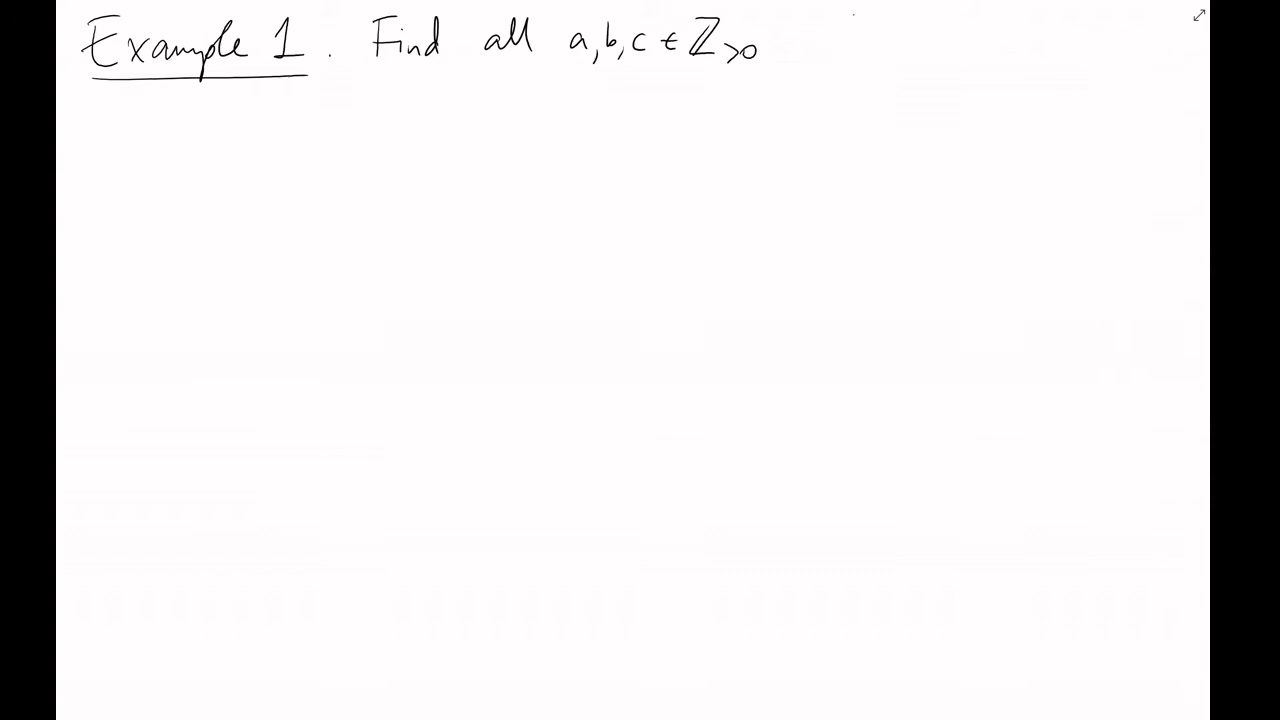 Example 1. Find all a,b,c ∈ ℤ>0